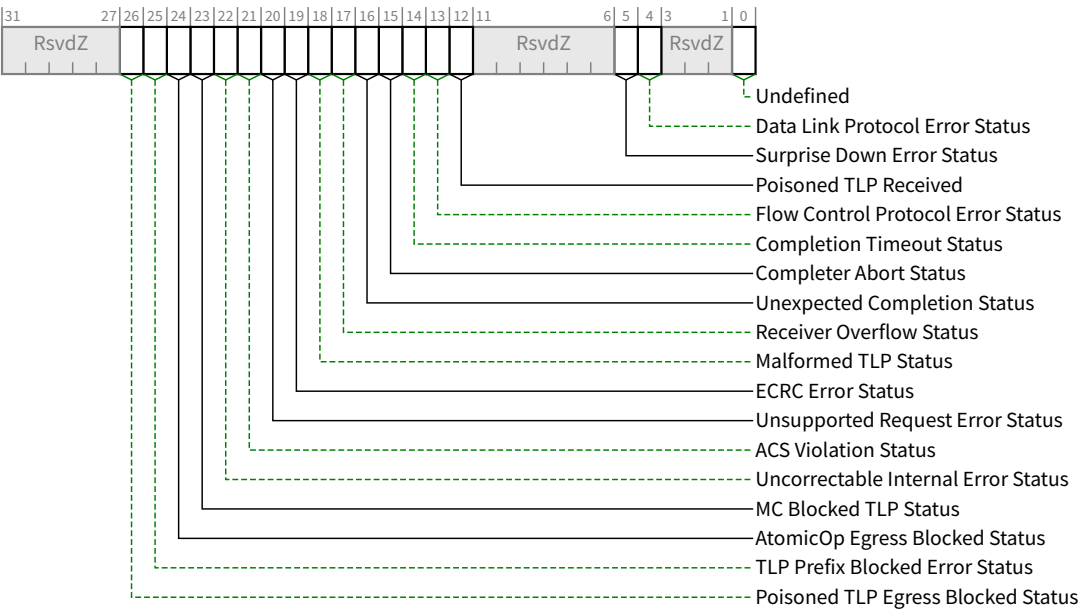 31 27 26 25 24 23 22 21 20 19 18 17 16 15 14 13 12 11 6 5 4 3 1 0
RsvdZ RsvdZ RsvdZ
Undefined
Data Link Protocol Error Status
Surprise Down Error Status
Poisoned TLP Received
Flow Control Protocol Error Status
Completion Timeout Status
Completer Abort Status
Unexpected Completion Status
Receiver Overflow Status
Malformed TLP Status
ECRC Error Status
Unsupported Request Error Status
ACS Violation Status
Uncorrectable Internal Error Status
MC Blocked TLP Status
AtomicOp Egress Blocked Status
TLP Prefix Blocked Error Status
Poisoned TLP Egress Blocked Status